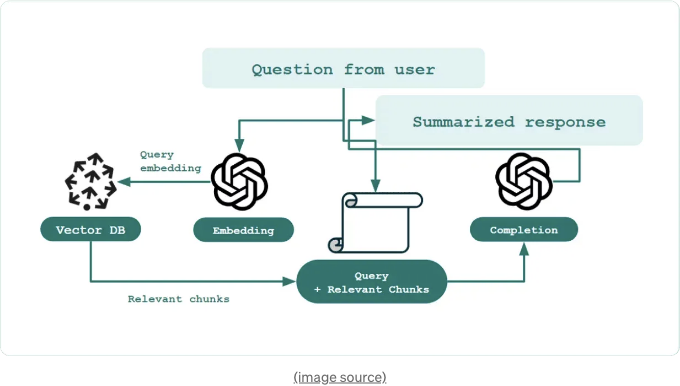 Question from user
Summarized response
Query
embedding
Vector DB
Embedding
Completion
Query
+ Relevant Chunks
Relevant chunks
(image source)